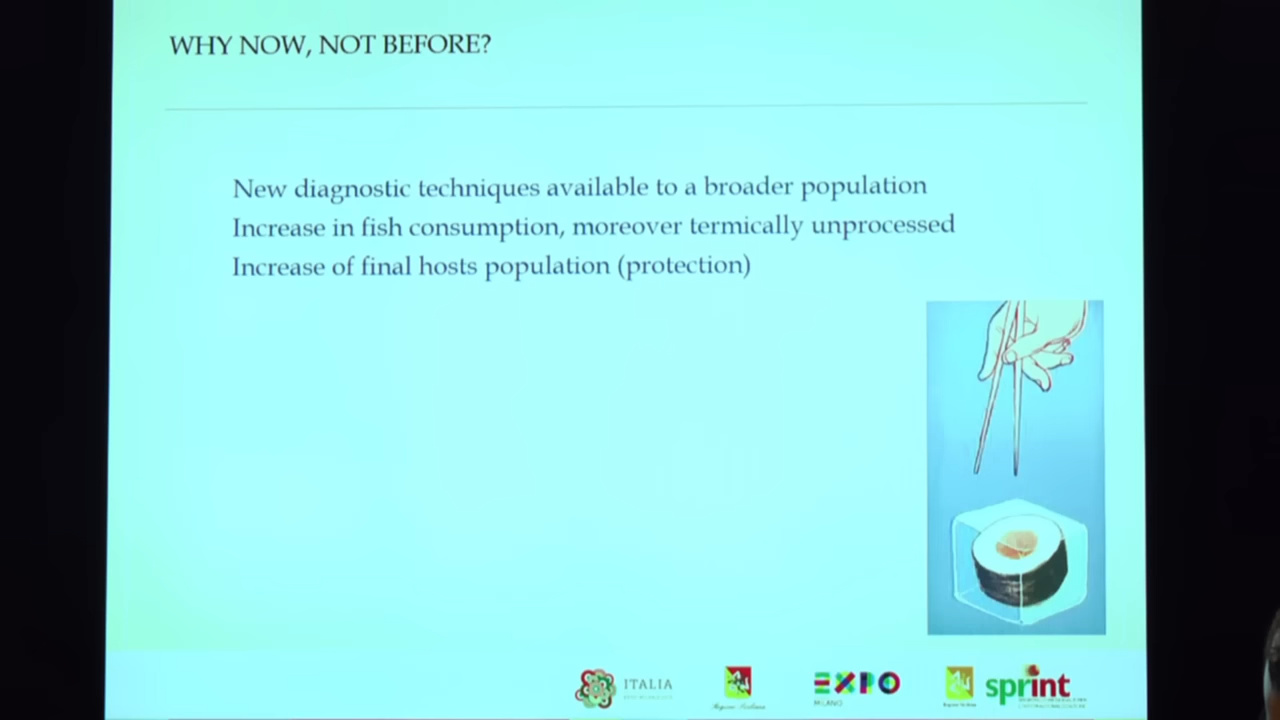 WHY NOW, NOT BEFORE?
New diagnostic techniques available to a broader population
Increase in fish consumption, moreover termically unprocessed
Increase of final hosts population (protection)
ITALIA
EXPO
MILANO
sprint